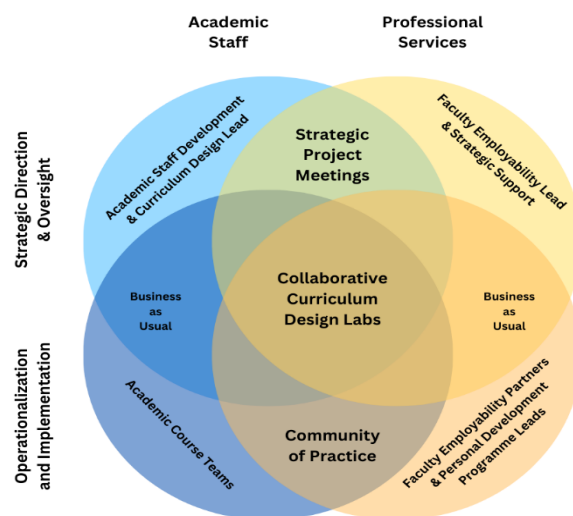 Academic
Staff
Professional
Services
Strategic Direction
& Oversight
Academic Staff Development
& Curriculum Design Lead
Strategic
Project
Meetings
Faculty Employability Lead
& Strategic Support
Business
as
Usual
Collaborative
Curriculum
Design Labs
Business
as
Usual
Operationalization
and Implementation
Academic Course Teams
Community
of Practice
Faculty Employability Partners
& Personal Development
Programme Leads